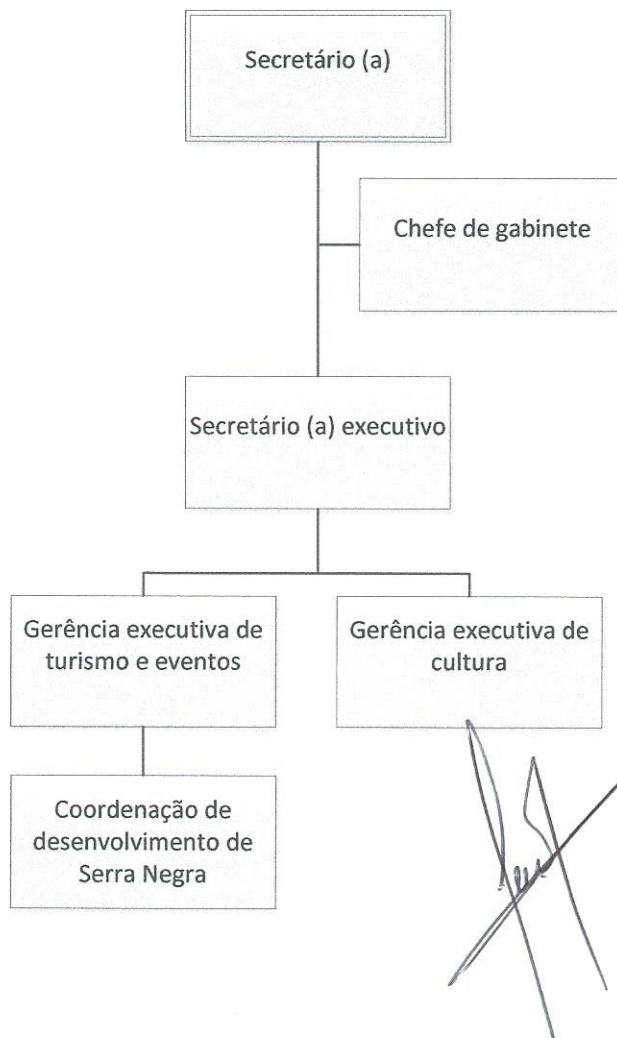 Secretário (a)
Chefe de gabinete
Secretário (a) executivo
Gerência executiva de
turismo e eventos
Gerência executiva de
cultura
Coordenação de
desenvolvimento de
Serra Negra